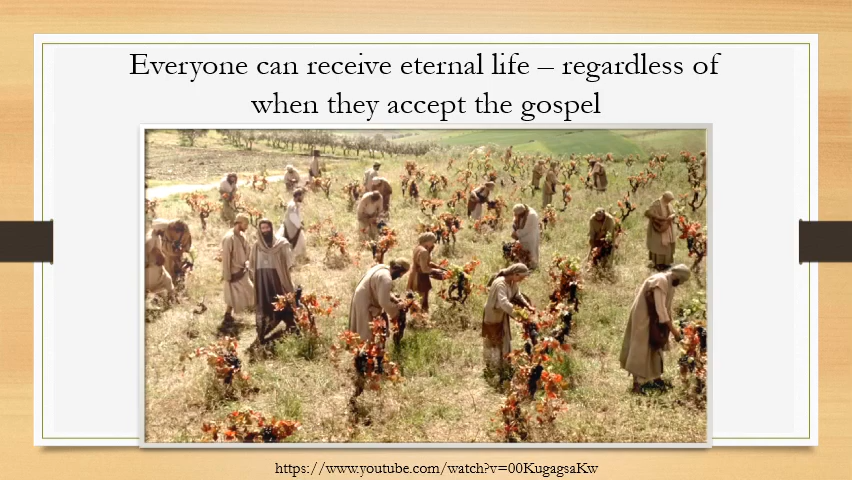 Everyone can receive eternal life – regardless of
when they accept the gospel
https://www.youtube.com/watch?v=00KugagsaKw